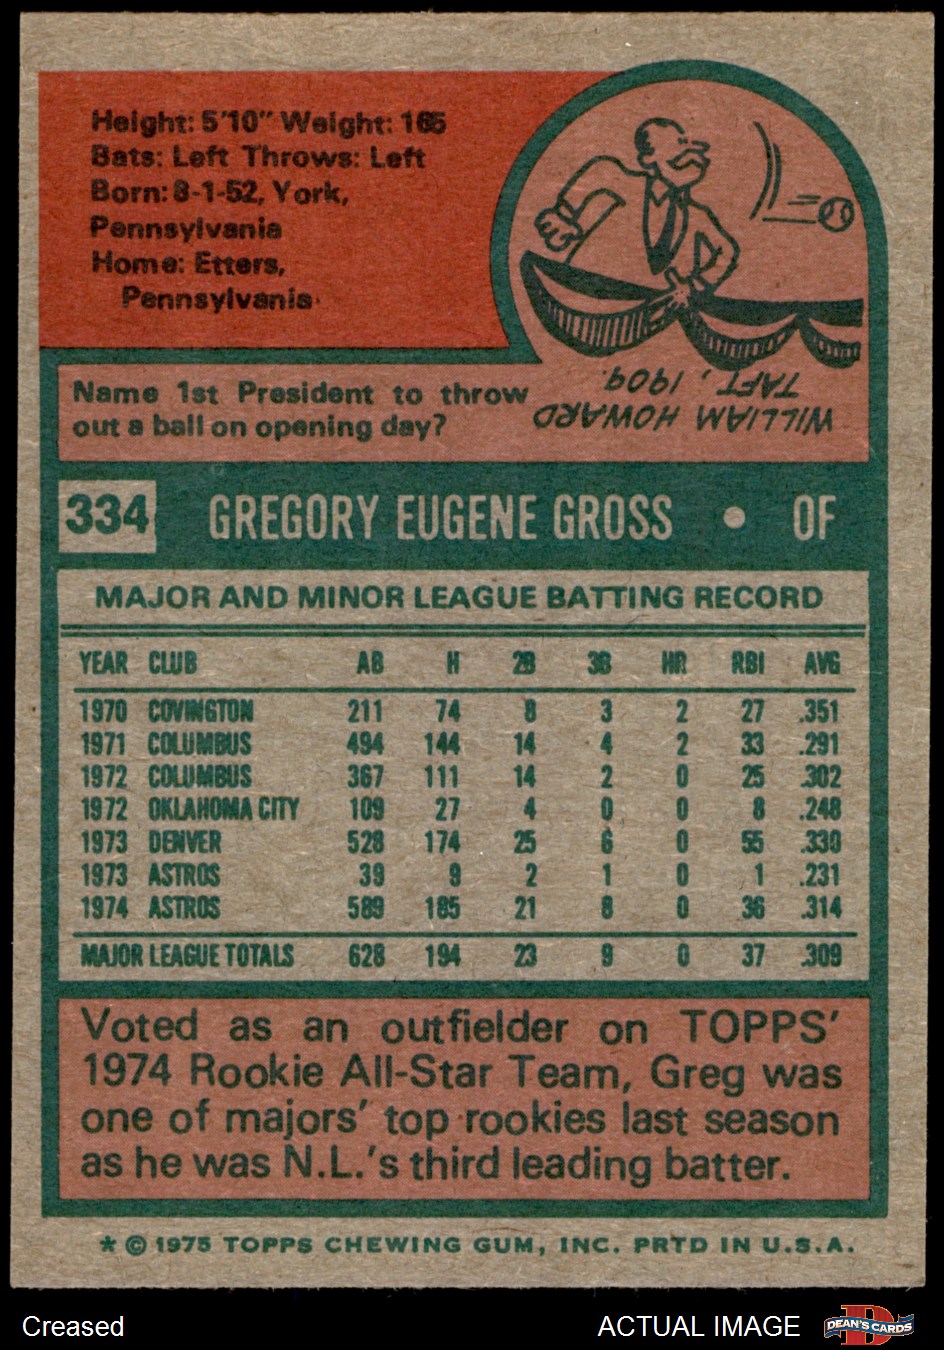 Height: 5'10" Weight: 165
Bats: Left Throws: Left
Born: 8-1-52, York,
Pennsylvania
Home: Etters,
Pennsylvania
Name 1st President to throw
out a ball on opening day?
WILLIAM HOWARD
TAFT, 1909.
334 GREGORY EUGENE GROSS • OF
MAJOR AND MINOR LEAGUE BATTING RECORD
YEAR CLUB AB H 2B 3B HR RBI AVG
1970 COVINGTON 211 74 8 3 2 27 .351
1971 COLUMBUS 494 144 14 4 2 33 .291
1972 COLUMBUS 367 111 14 2 0 25 .302
1972 OKLAHOMA CITY 109 27 4 0 0 8 .248
1973 DENVER 528 174 25 6 0 55 .330
1973 ASTROS 39 9 2 1 0 1 .231
1974 ASTROS 589 185 21 8 0 36 .314
MAJOR LEAGUE TOTALS 628 194 23 9 0 37 .309
Voted as an outfielder on TOPPS'
1974 Rookie All-Star Team, Greg was
one of majors' top rookies last season
as he was N.L.'s third leading batter.
* © 1975 TOPPS CHEWING GUM, INC. PRTD IN U.S.A.
Creased
ACTUAL IMAGE
D
DEAN'S CARDS